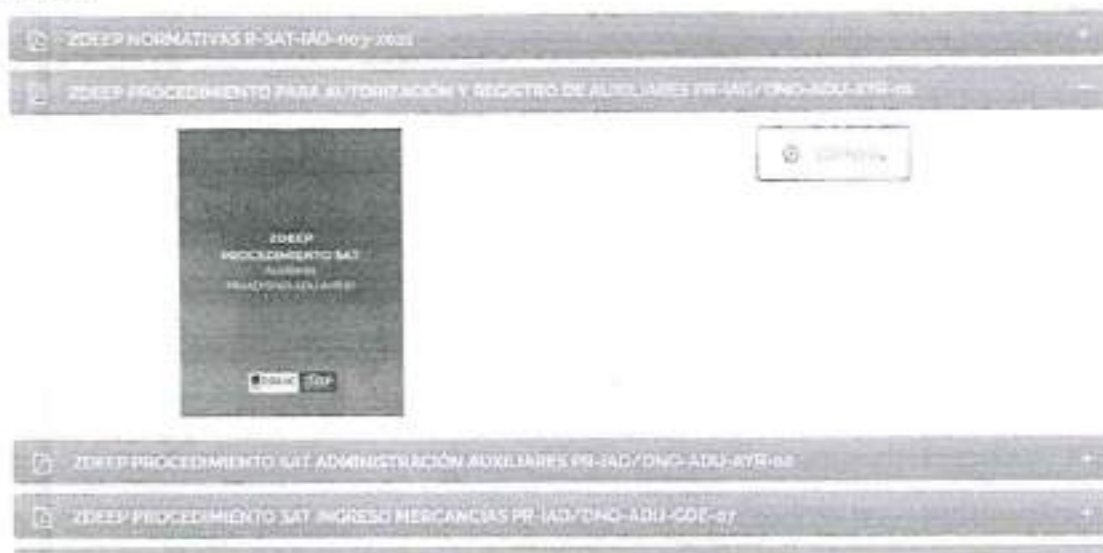 ZDEEP NORMATIVAS R-SAT-IAD-003-2021
ZDEEP PROCEDIMIENTO PARA AUTORIZACIÓN Y REGISTRO DE AUXILIARES PR-IAD/DNO-ADU-AYR-01
ZDEEP
PROCEDIMIENTO SAT
Auxiliares
ZDEEP PROCEDIMIENTO SAT ADMINISTRACIÓN AUXILIARES PR-IAD/DNO-ADU-AYR-02
ZDEEP PROCEDIMIENTO SAT INGRESO MERCANCÍAS PR-IAD/DNO-ADU-GDE-07